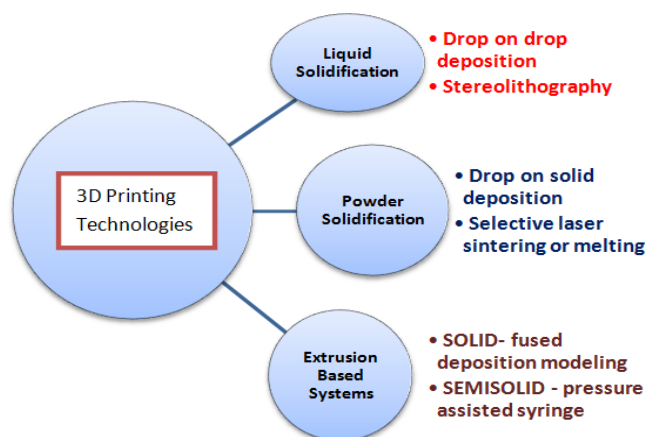 Liquid
Solidification
• Drop on drop
deposition
• Stereolithography
3D Printing
Technologies
Powder
Solidification
• Drop on solid
deposition
• Selective laser
sintering or melting
Extrusion
Based
Systems
• SOLID- fused
deposition modeling
• SEMISOLID - pressure
assisted syringe